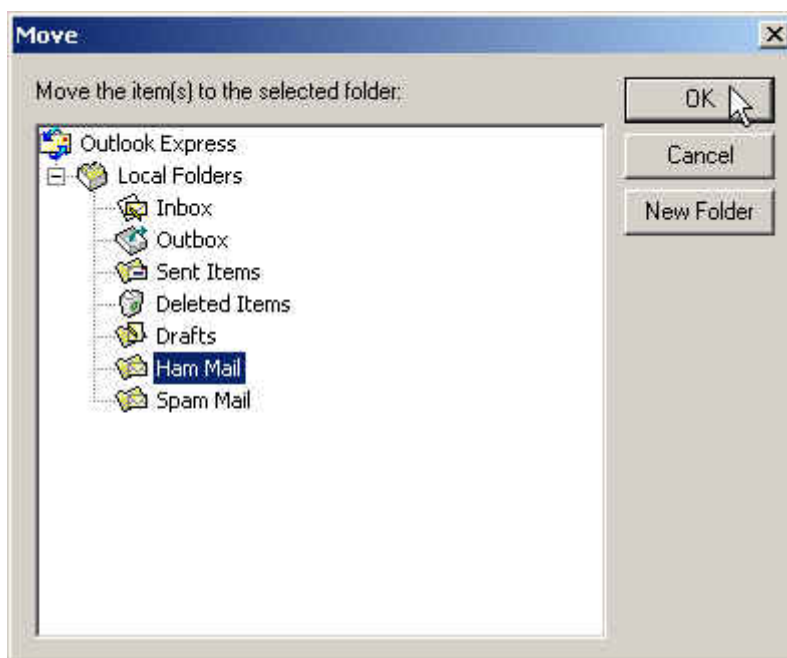 Move
Move the item(s) to the selected folder:
OK
Outlook Express
Cancel
Local Folders
Inbox
New Folder
Outbox
Sent Items
Deleted Items
Drafts
Ham Mail
Spam Mail